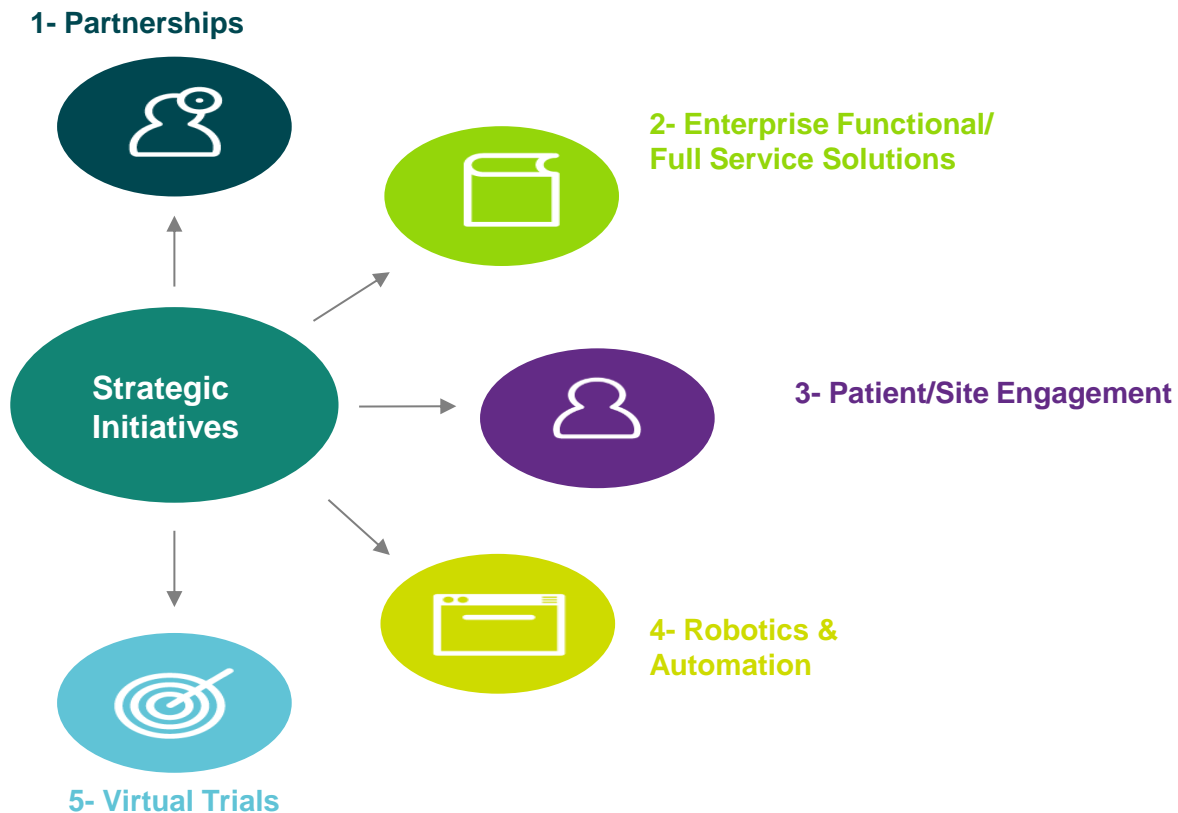 1- Partnerships
2- Enterprise Functional/
Full Service Solutions
Strategic
Initiatives
3- Patient/Site Engagement
4- Robotics &
Automation
5- Virtual Trials